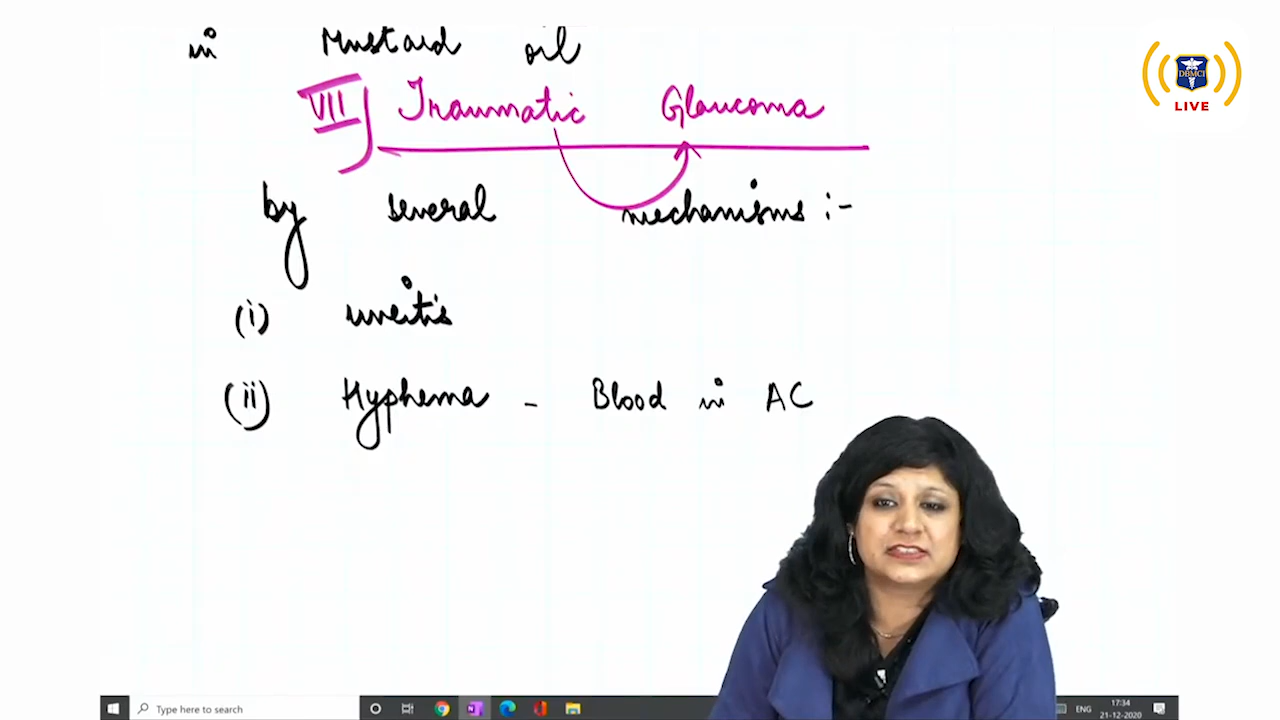 in Mustard oil
VII Traumatic Glaucoma
by several mechanisms :-
(i) uveitis
(ii) Hyphema - Blood in AC
DBMCI
LIVE
Type here to search
ENG
17:34
21-12-2020